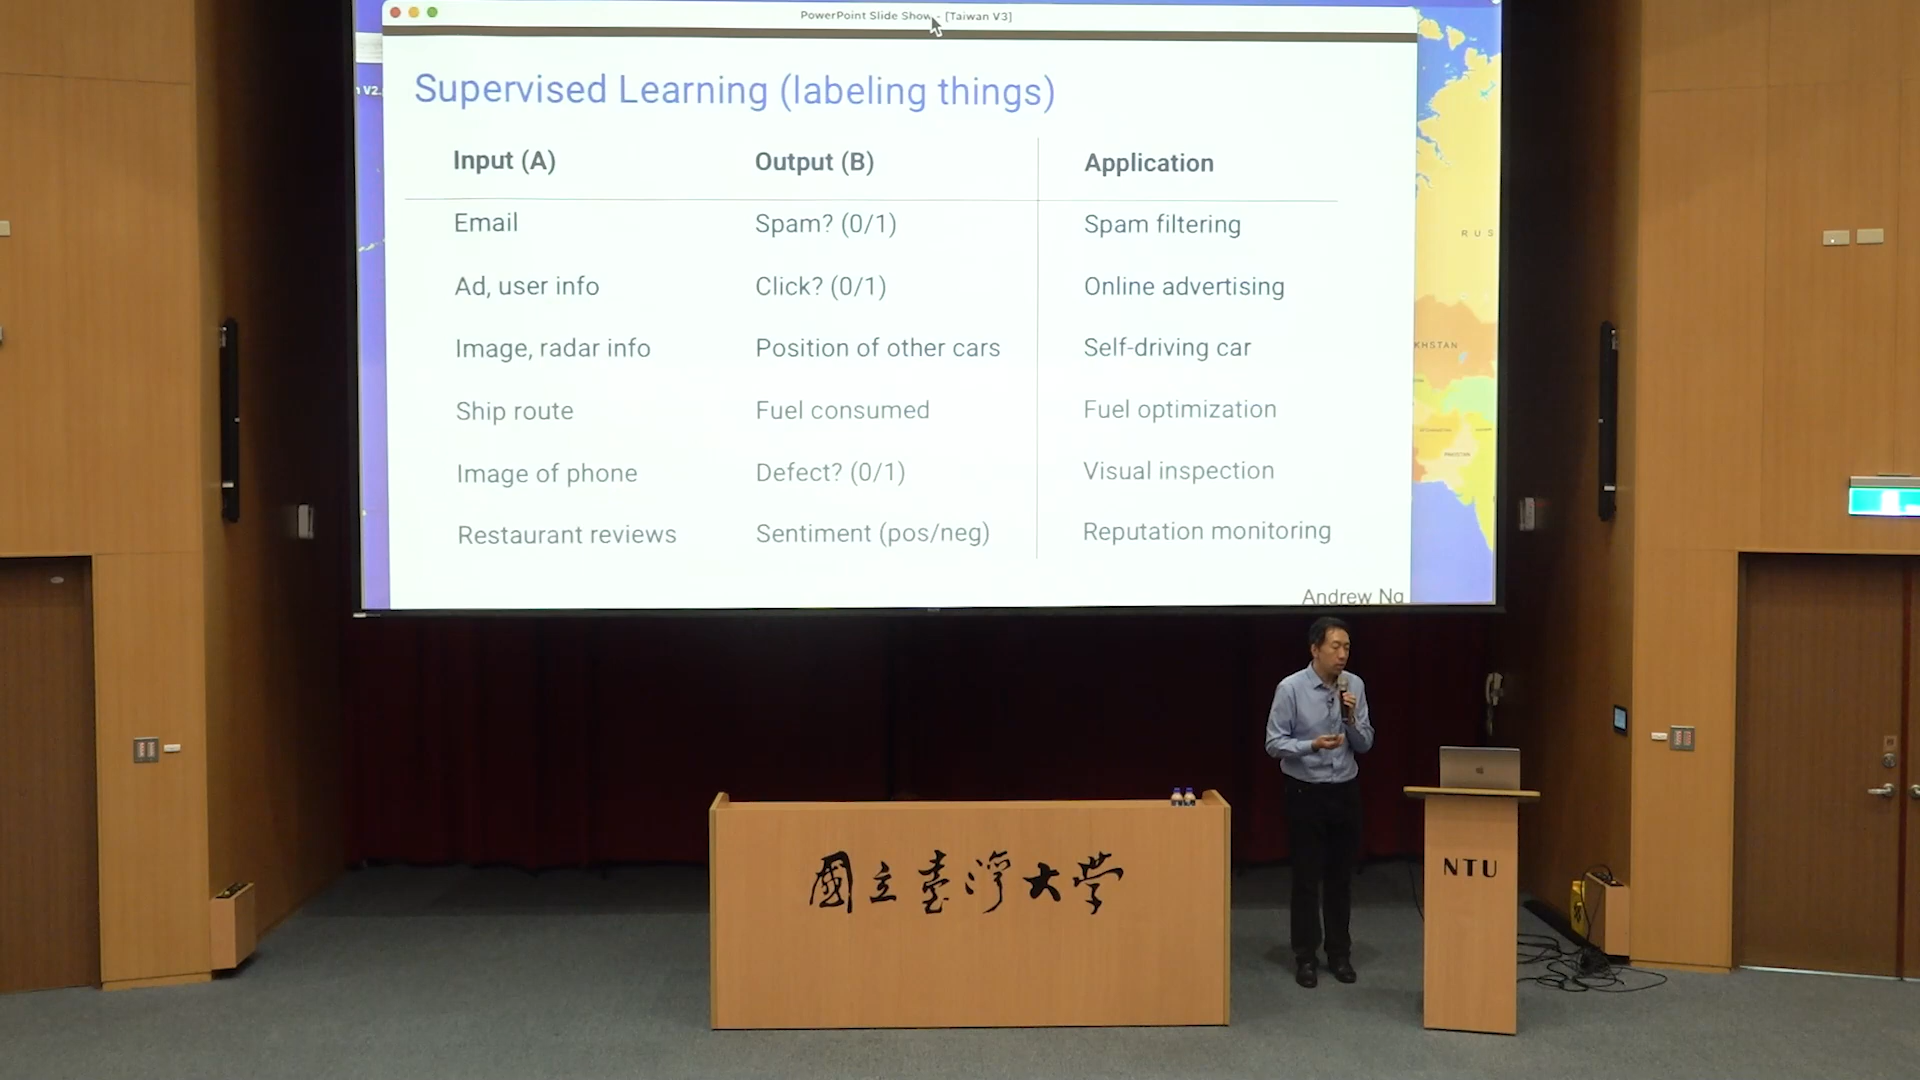 PowerPoint Slide Show - [Taiwan V3]
n V2.
Supervised Learning (labeling things)
Input (A) Output (B) Application
Email Spam? (0/1) Spam filtering
Ad, user info Click? (0/1) Online advertising
Image, radar info Position of other cars Self-driving car
Ship route Fuel consumed Fuel optimization
Image of phone Defect? (0/1) Visual inspection
Restaurant reviews Sentiment (pos/neg) Reputation monitoring
Andrew Ng
RUS
KHSTAN
國立臺灣大學
NTU